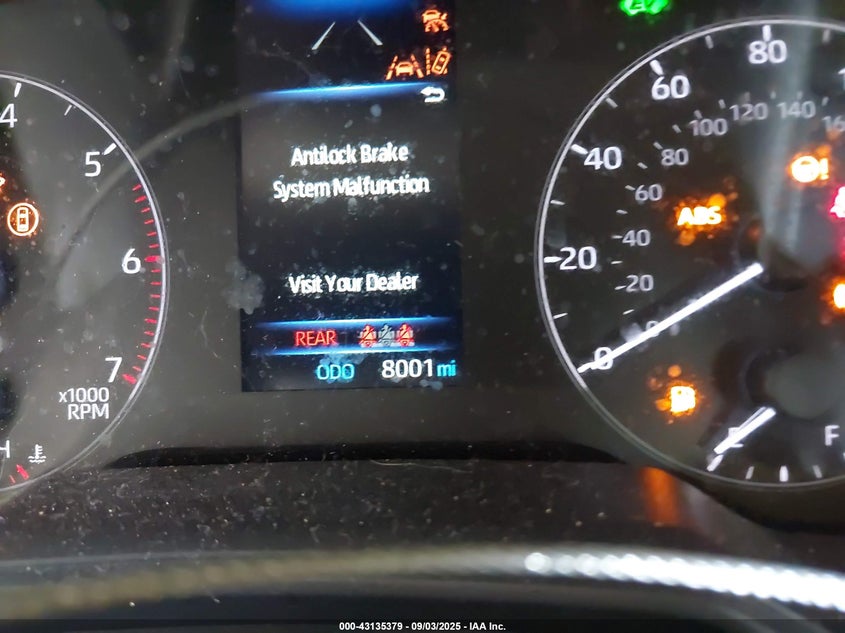 4
5
6
7
x1000
RPM
H
Antilock Brake
System Malfunction
Visit Your Dealer
REAR
ODO 8001 mi
0
20
40
60
80
20
40
60
80
100
120
140
ABS
E
F
000-43135379 - 09/03/2025 - IAA Inc.